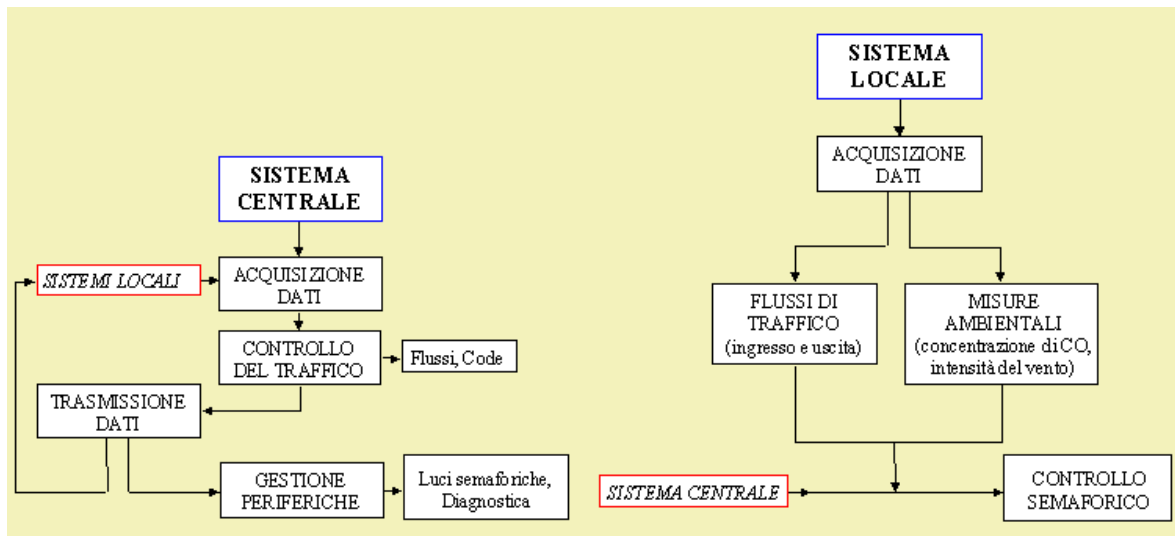 SISTEMA
CENTRALE
SISTEMI LOCALI
ACQUISIZIONE
DATI
CONTROLLO
DEL TRAFFICO
Flussi, Code
TRASMISSIONE
DATI
GESTIONE
PERIFERICHE
Luci semaforiche,
Diagnostica
SISTEMA
LOCALE
ACQUISIZIONE
DATI
FLUSSI DI
TRAFFICO
(ingresso e uscita)
MISURE
AMBIENTALI
(concentrazione di CO,
intensità del vento)
SISTEMA CENTRALE
CONTROLLO
SEMAFORICO